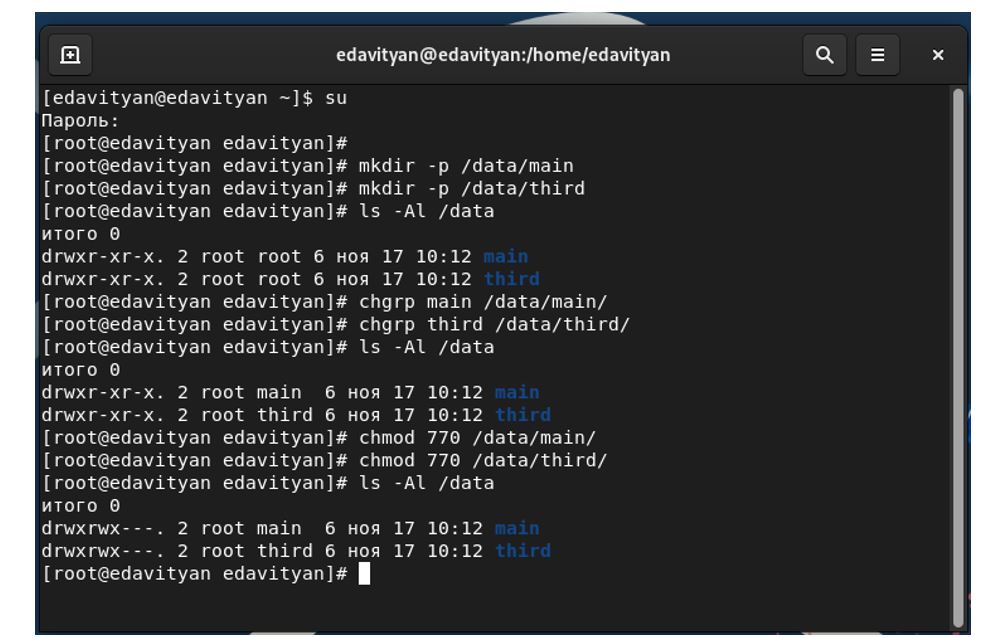 edavityan@edavityan:/home/edavityan
[edavityan@edavityan ~]$ su
Пароль:
[root@edavityan edavityan]#
[root@edavityan edavityan]# mkdir -p /data/main
[root@edavityan edavityan]# mkdir -p /data/third
[root@edavityan edavityan]# ls -Al /data
итого 0
drwxr-xr-x. 2 root root 6 ноя 17 10:12 main
drwxr-xr-x. 2 root root 6 ноя 17 10:12 third
[root@edavityan edavityan]# chgrp main /data/main/
[root@edavityan edavityan]# chgrp third /data/third/
[root@edavityan edavityan]# ls -Al /data
итого 0
drwxr-xr-x. 2 root main  6 ноя 17 10:12 main
drwxr-xr-x. 2 root third 6 ноя 17 10:12 third
[root@edavityan edavityan]# chmod 770 /data/main/
[root@edavityan edavityan]# chmod 770 /data/third/
[root@edavityan edavityan]# ls -Al /data
итого 0
drwxrwx---. 2 root main  6 ноя 17 10:12 main
drwxrwx---. 2 root third 6 ноя 17 10:12 third
[root@edavityan edavityan]#